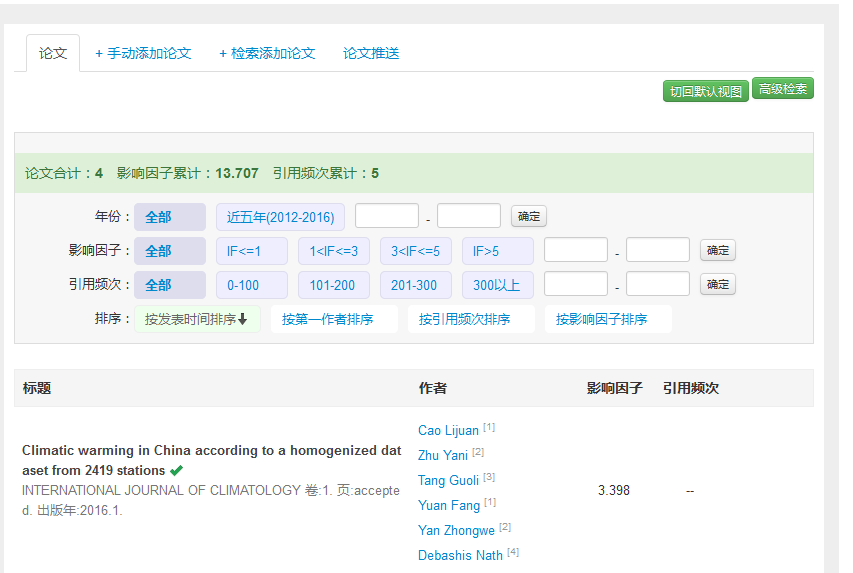 论文 + 手动添加论文 + 检索添加论文 论文推送
切回默认视图 高级检索
论文合计：4 影响因子累计：13.707 引用频次累计：5
年份： 全部 近五年(2012-2016) - 确定
影响因子： 全部 IF<=1 1<IF<=3 3<IF<=5 IF>5 - 确定
引用频次： 全部 0-100 101-200 201-300 300以上 - 确定
排序： 按发表时间排序 按第一作者排序 按引用频次排序 按影响因子排序
标题 作者 影响因子 引用频次
Climatic warming in China according to a homogenized dat
aset from 2419 stations
INTERNATIONAL JOURNAL OF CLIMATOLOGY 卷:1. 页:accepte
d. 出版年:2016.1.
Cao Lijuan [1]
Zhu Yani [2]
Tang Guoli [3]
Yuan Fang [1]
Yan Zhongwe [2]
Debashis Nath [4]
3.398 --